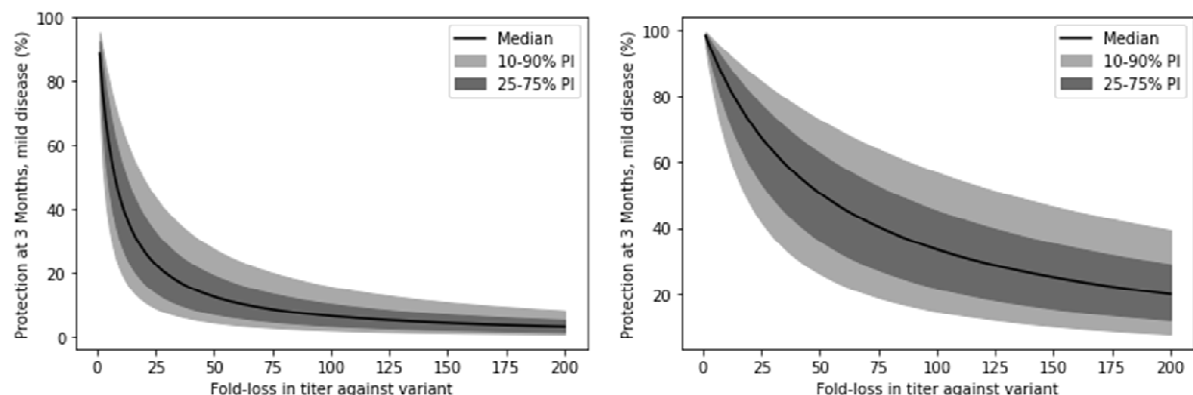 Protection at 3 Months, mild disease (%)
100
80
60
40
20
0
Median
10-90% PI
25-75% PI
0 25 50 75 100 125 150 175 200
Fold-loss in titer against variant
Protection at 3 Months, mild disease (%)
100
80
60
40
20
Median
10-90% PI
25-75% PI
0 25 50 75 100 125 150 175 200
Fold-loss in titer against variant